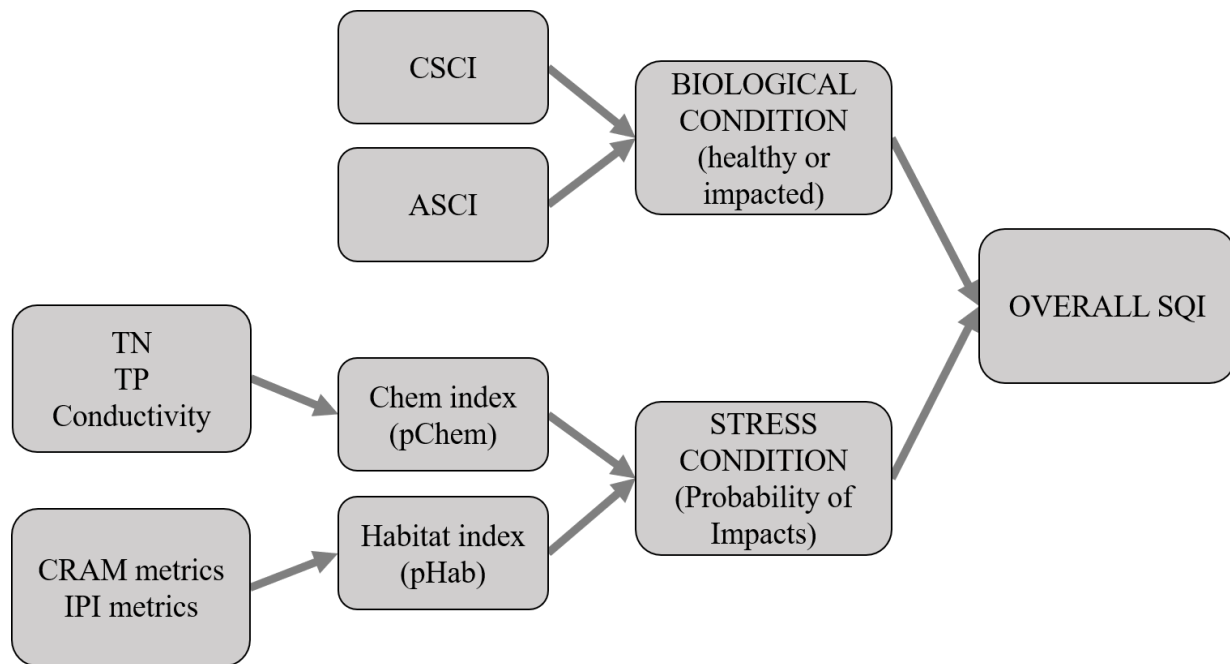 CSCI
ASCI
BIOLOGICAL
CONDITION
(healthy or
impacted)
TN
TP
Conductivity
Chem index
(pChem)
CRAM metrics
IPI metrics
Habitat index
(pHab)
STRESS
CONDITION
(Probability of
Impacts)
OVERALL SQI